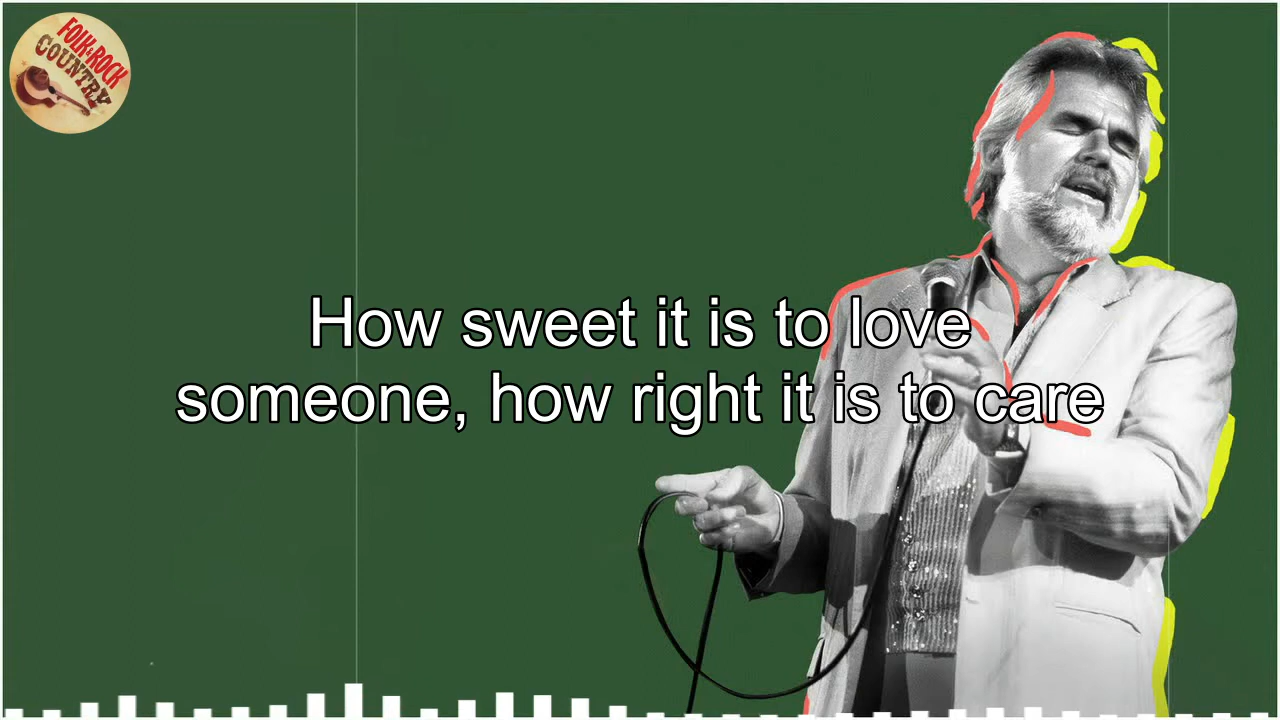 FOLK & ROCK
COUNTRY
How sweet it is to love
someone, how right it is to care